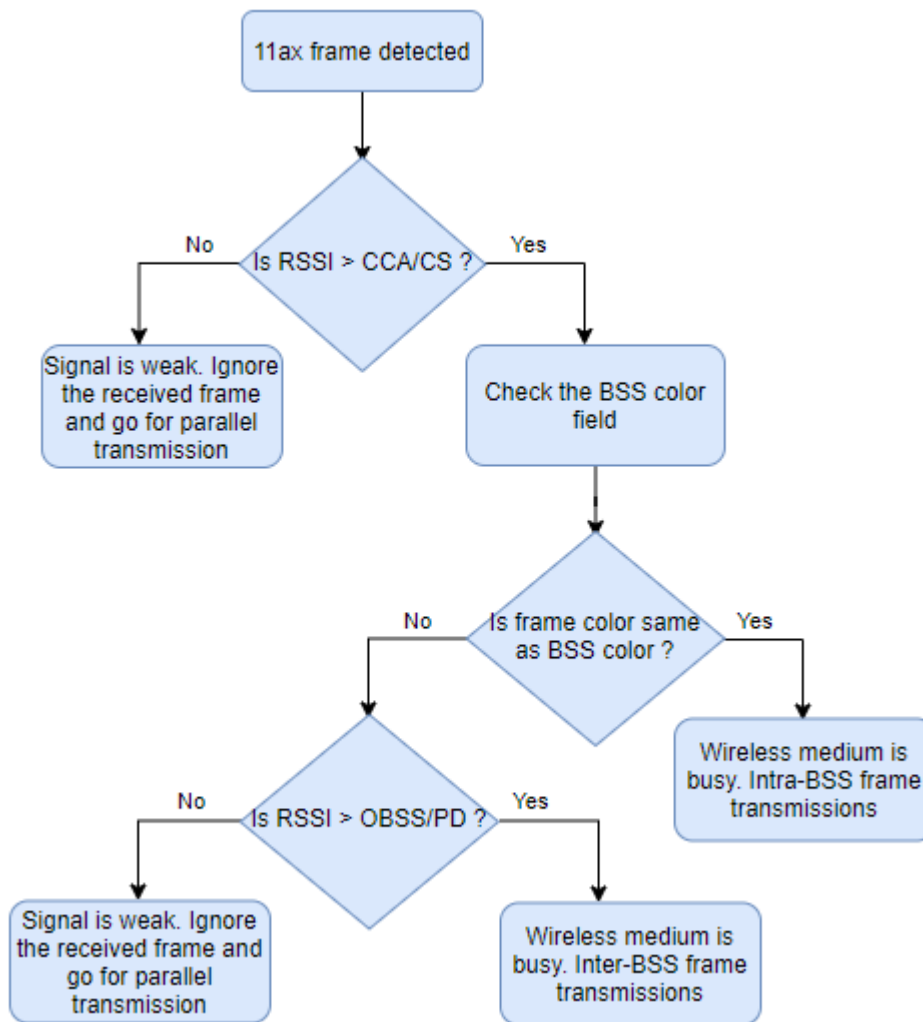 11ax frame detected
No
Yes
Is RSSI > CCA/CS ?
Signal is weak. Ignore
the received frame
and go for parallel
transmission
Check the BSS color
field
No
Yes
Is frame color same
as BSS color ?
Wireless medium is
busy. Intra-BSS frame
transmissions
No
Yes
Is RSSI > OBSS/PD ?
Signal is weak. Ignore
the received frame and
go for parallel
transmission
Wireless medium is
busy. Inter-BSS frame
transmissions